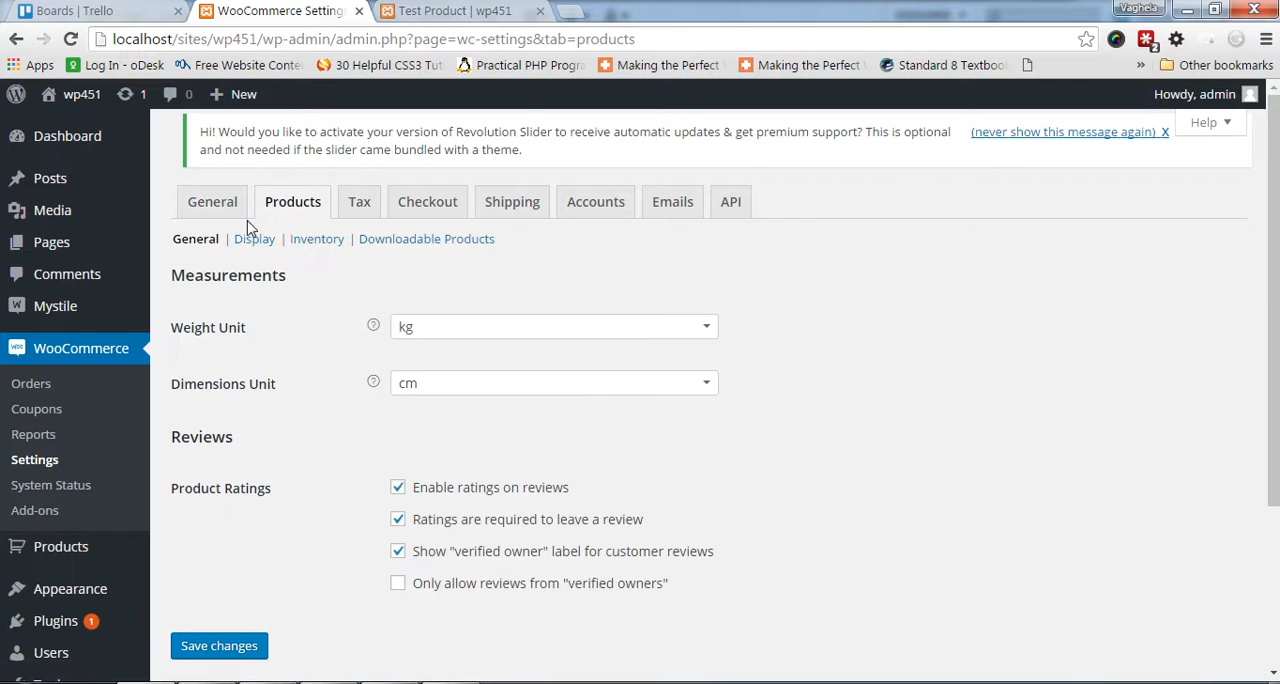 Boards | Trello
WooCommerce Settings
Test Product | wp451
Vaghela
localhost/sites/wp451/wp-admin/admin.php?page=wc-settings&tab=products
2
Apps
Log In - oDesk
Free Website Conte
30 Helpful CSS3 Tut
Practical PHP Progra
Making the Perfect
Making the Perfect
Standard 8 Textboo
»
Other bookmarks
wp451
1
0
New
Howdy, admin
Dashboard
Posts
Media
Pages
Comments
Mystile
WooCommerce
Orders
Coupons
Reports
Settings
System Status
Add-ons
Products
Appearance
Plugins 1
Users
Hi! Would you like to activate your version of Revolution Slider to receive automatic updates & get premium support? This is optional
and not needed if the slider came bundled with a theme.
(never show this message again) X
Help
General
Products
Tax
Checkout
Shipping
Accounts
Emails
API
General | Display | Inventory | Downloadable Products
Measurements
Weight Unit
kg
Dimensions Unit
cm
Reviews
Product Ratings
Enable ratings on reviews
Ratings are required to leave a review
Show "verified owner" label for customer reviews
Only allow reviews from "verified owners"
Save changes